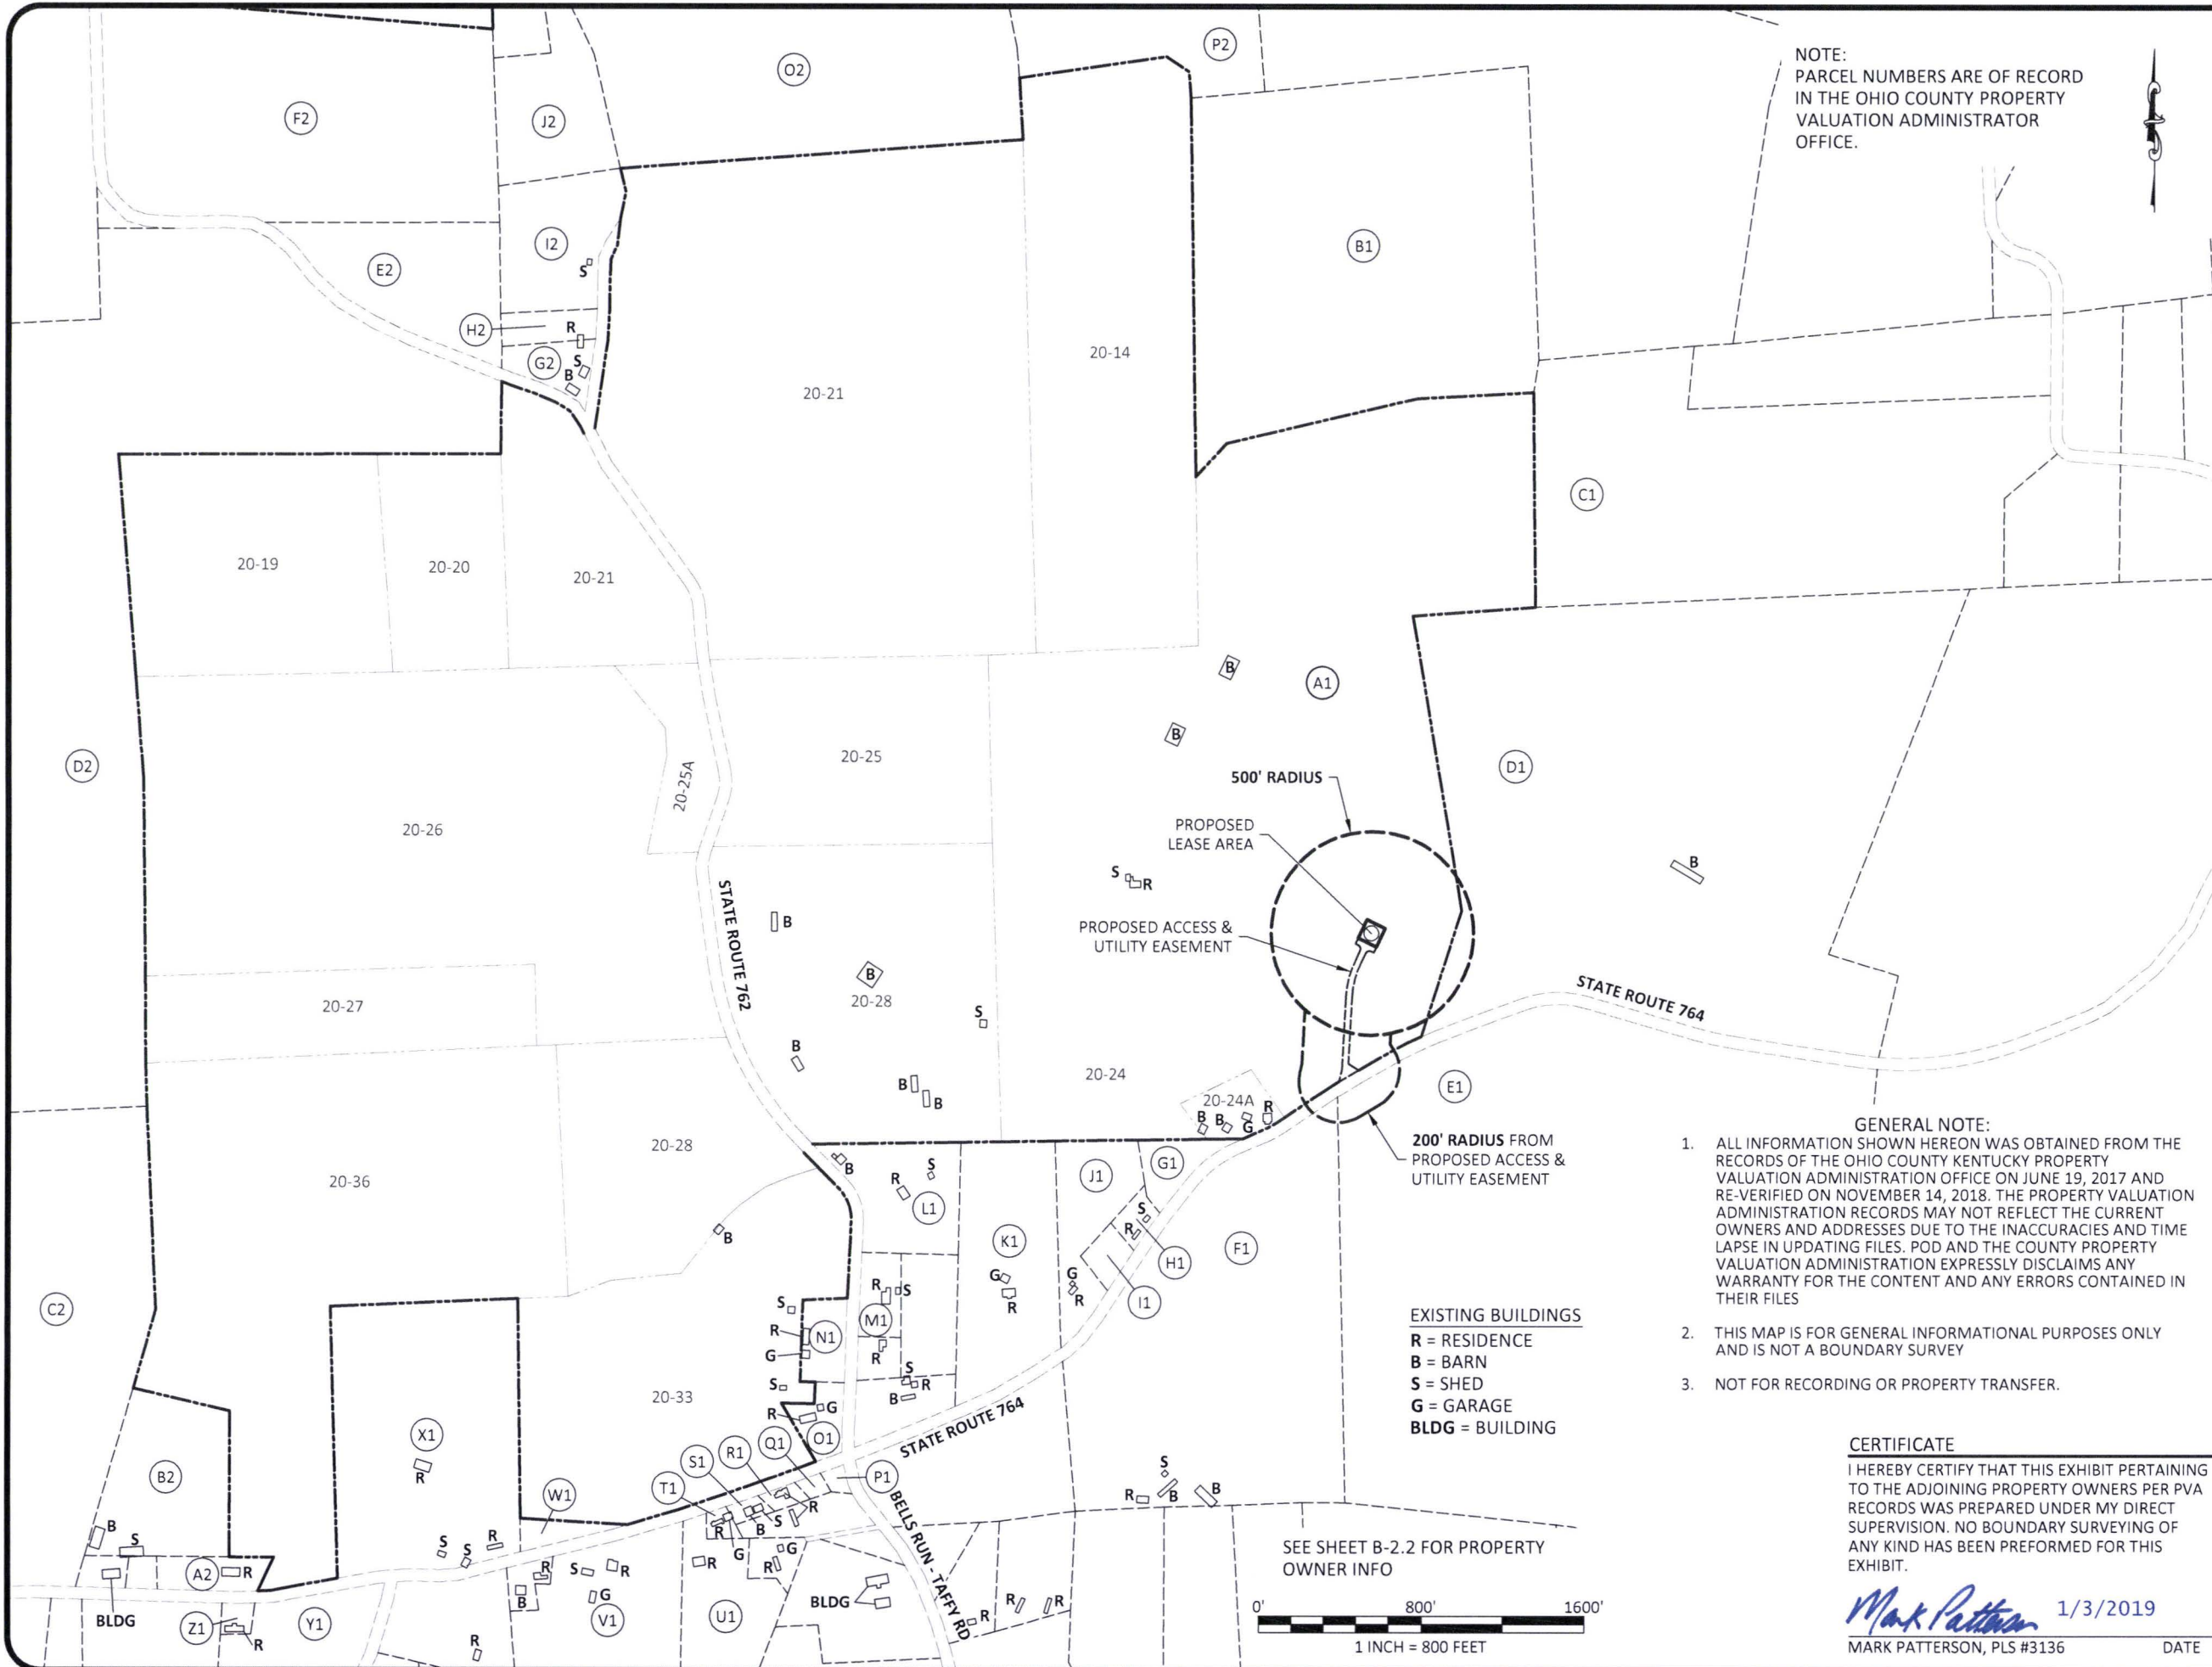 NOTE:
PARCEL NUMBERS ARE OF RECORD
IN THE OHIO COUNTY PROPERTY
VALUATION ADMINISTRATOR
OFFICE.
P2
O2
F2
J2
I2
S
E2
B1
H2
R
G2
S
B
20-14
20-21
C1
20-19
20-20
20-21
B
A1
B
D2
20-25
20-25A
D1
500' RADIUS
PROPOSED
LEASE AREA
20-26
B
S
R
PROPOSED ACCESS &
UTILITY EASEMENT
STATE ROUTE 762
B
B
20-28
20-27
S
STATE ROUTE 764
B
20-24
B
B
E1
20-24A
B
B
G
R
200' RADIUS FROM
PROPOSED ACCESS &
UTILITY EASEMENT
20-28
20-36
B
R
S
L1
J1
G1
S
R
H1
I1
K1
F1
B
G
R
G
R
C2
R
S
M1
R
S
R
N1
G
S
R
B
S
R
G
20-33
O1
STATE ROUTE 764
EXISTING BUILDINGS
R = RESIDENCE
B = BARN
S = SHED
G = GARAGE
BLDG = BUILDING
X1
R
B2
Q1
R1
S1
T1
P1
W1
R
B
S
R
G
BELLS RUN - TAFFY RD
S
R
B
B
B
S
A2
R
S
S
R
BLDG
Z1
R
Y1
R
B
R
S
R
G
V1
R
R
G
U1
BLDG
R
R
R
SEE SHEET B-2.2 FOR PROPERTY
OWNER INFO
0'
800'
1600'
1 INCH = 800 FEET
GENERAL NOTE:
1. ALL INFORMATION SHOWN HEREON WAS OBTAINED FROM THE
RECORDS OF THE OHIO COUNTY KENTUCKY PROPERTY
VALUATION ADMINISTRATION OFFICE ON JUNE 19, 2017 AND
RE-VERIFIED ON NOVEMBER 14, 2018. THE PROPERTY VALUATION
ADMINISTRATION RECORDS MAY NOT REFLECT THE CURRENT
OWNERS AND ADDRESSES DUE TO THE INACCURACIES AND TIME
LAPSE IN UPDATING FILES. POD AND THE COUNTY PROPERTY
VALUATION ADMINISTRATION EXPRESSLY DISCLAIMS ANY
WARRANTY FOR THE CONTENT AND ANY ERRORS CONTAINED IN
THEIR FILES
2. THIS MAP IS FOR GENERAL INFORMATIONAL PURPOSES ONLY
AND IS NOT A BOUNDARY SURVEY
3. NOT FOR RECORDING OR PROPERTY TRANSFER.
CERTIFICATE
I HEREBY CERTIFY THAT THIS EXHIBIT PERTAINING
TO THE ADJOINING PROPERTY OWNERS PER PVA
RECORDS WAS PREPARED UNDER MY DIRECT
SUPERVISION. NO BOUNDARY SURVEYING OF
ANY KIND HAS BEEN PREFORMED FOR THIS
EXHIBIT.
Mark Patterson 1/3/2019
MARK PATTERSON, PLS #3136 DATE